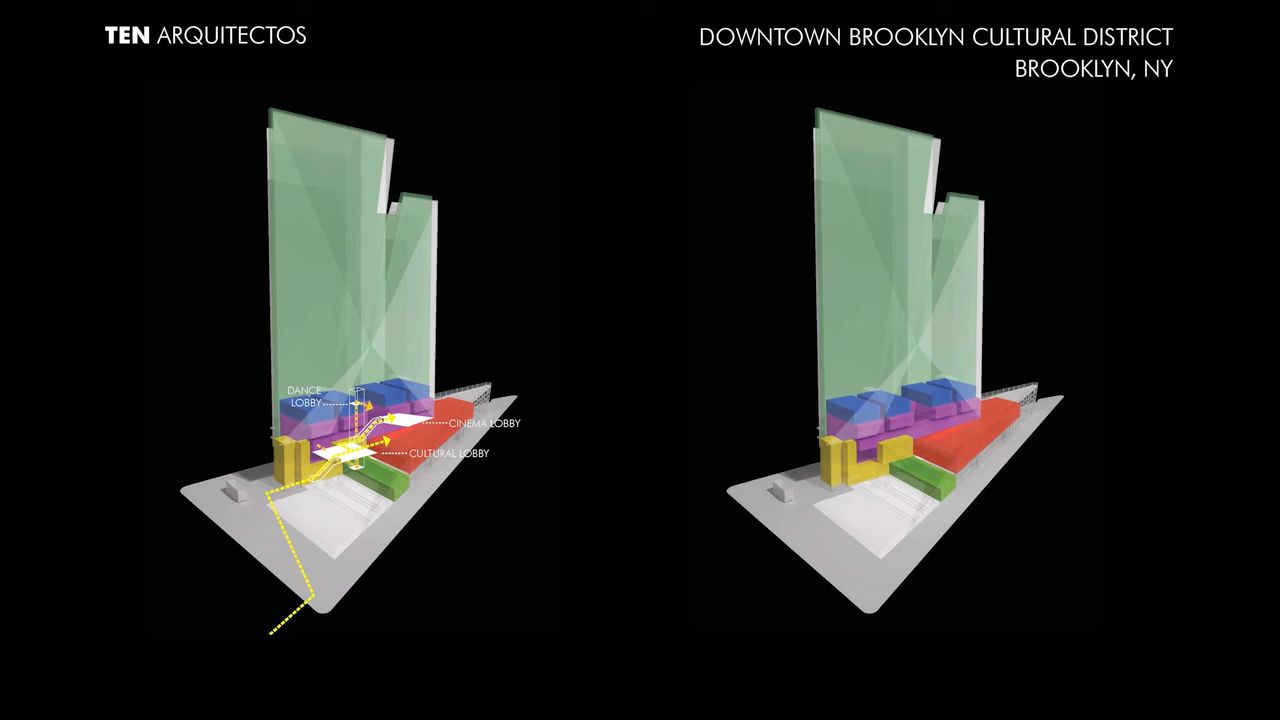 TEN ARQUITECTOS
DOWNTOWN BROOKLYN CULTURAL DISTRICT
BROOKLYN, NY
DANCE
LOBBY
CINEMA LOBBY
CULTURAL LOBBY